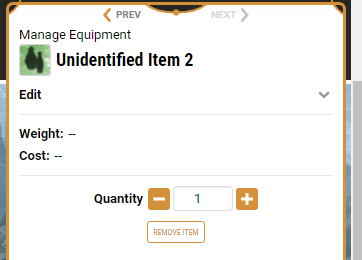 PREV NEXT
Manage Equipment
Unidentified Item 2
Edit
Weight: --
Cost: --
Quantity 1
REMOVE ITEM